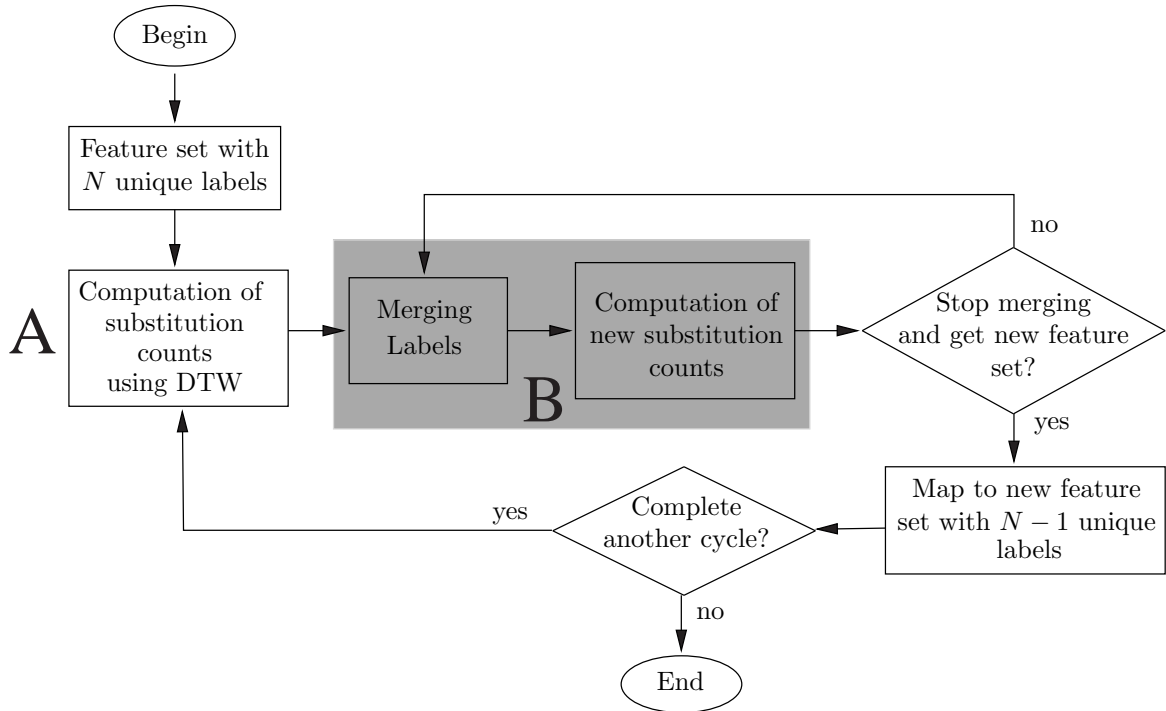 Begin
Feature set with
N unique labels
A
Computation of
substitution
counts
using DTW
Merging
Labels
B
Computation of
new substitution
counts
Stop merging
and get new feature
set?
no
yes
Map to new feature
set with N − 1 unique
labels
Complete
another cycle?
yes
no
End